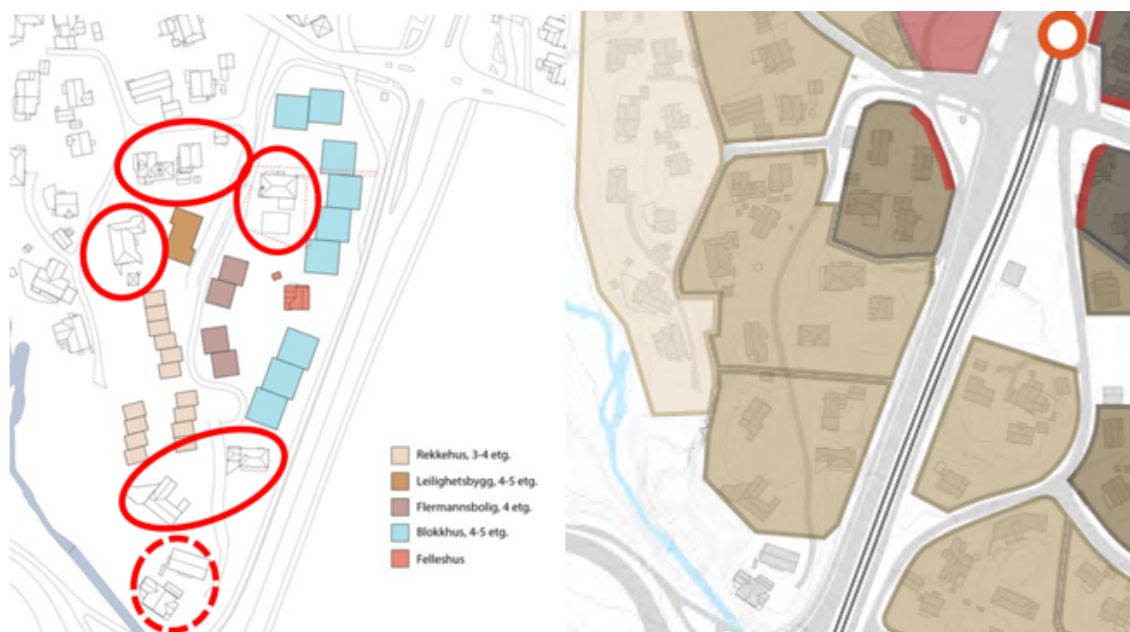 Rekkehus, 3-4 etg.
Leilighetsbygg, 4-5 etg.
Flermannsbolig, 4 etg.
Blokkhus, 4-5 etg.
Felleshus